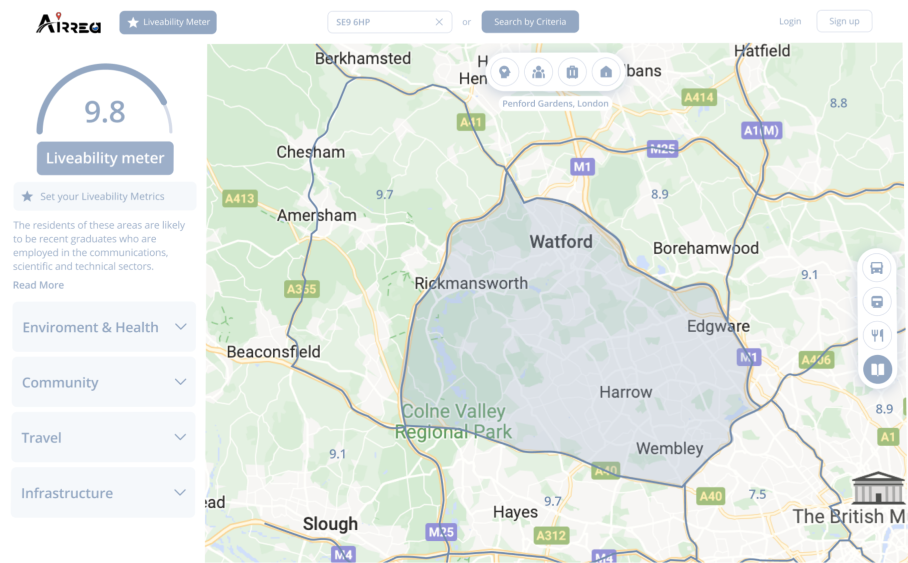 AiRREA
Liveability Meter
SE9 6HP
or
Search by Criteria
Login
Sign up
9.8
Liveability meter
Set your Liveability Metrics
The residents of these areas are likely
to be recent graduates who are
employed in the communications,
scientific and technical sectors.
Read More
Enviroment & Health
Community
Travel
Infrastructure
Berkhamsted
Hatfield
H
Hen
lbans
Penford Gardens, London
A414
8.8
A41
A1(M)
M25
M1
Chesham
9.7
8.9
A413
Amersham
Watford
Borehamwood
Rickmansworth
9.1
A355
Edgware
Beaconsfield
M1
A406
Harrow
Colne Valley
Regional Park
8.9
A1
9.1
Wembley
A40
A40
7.5
ead
Hayes
9.7
The British M
Slough
M25
A312
M4
M4